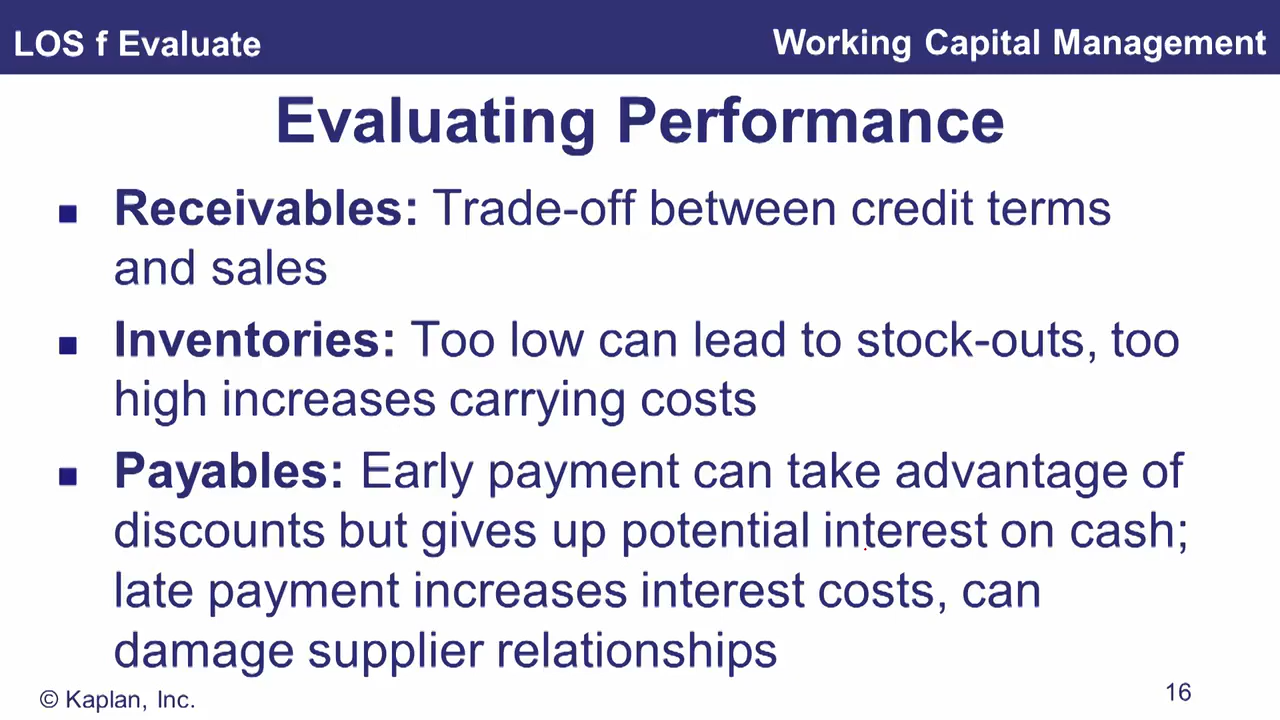 LOS f Evaluate
Working Capital Management
Evaluating Performance
Receivables: Trade-off between credit terms
and sales
Inventories: Too low can lead to stock-outs, too
high increases carrying costs
Payables: Early payment can take advantage of
discounts but gives up potential interest on cash;
late payment increases interest costs, can
damage supplier relationships
© Kaplan, Inc.
16